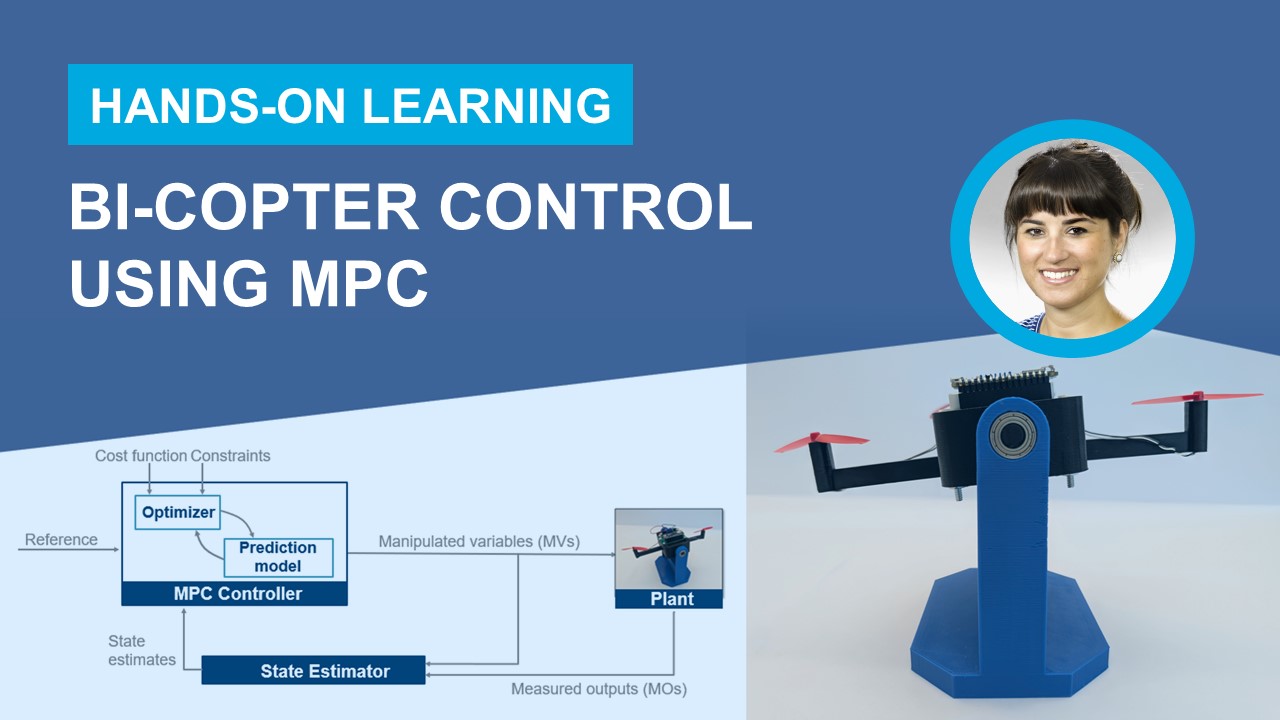 HANDS-ON LEARNING
BI-COPTER CONTROL
USING MPC
Cost function Constraints
Optimizer
Reference
Prediction
model
Manipulated variables (MVs)
MPC Controller
Plant
State
estimates
State Estimator
Measured outputs (MOs)